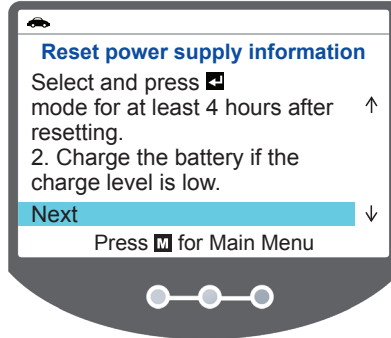 Reset power supply information
Select and press ↵
mode for at least 4 hours after
resetting.
2. Charge the battery if the
charge level is low.
Next
Press M for Main Menu